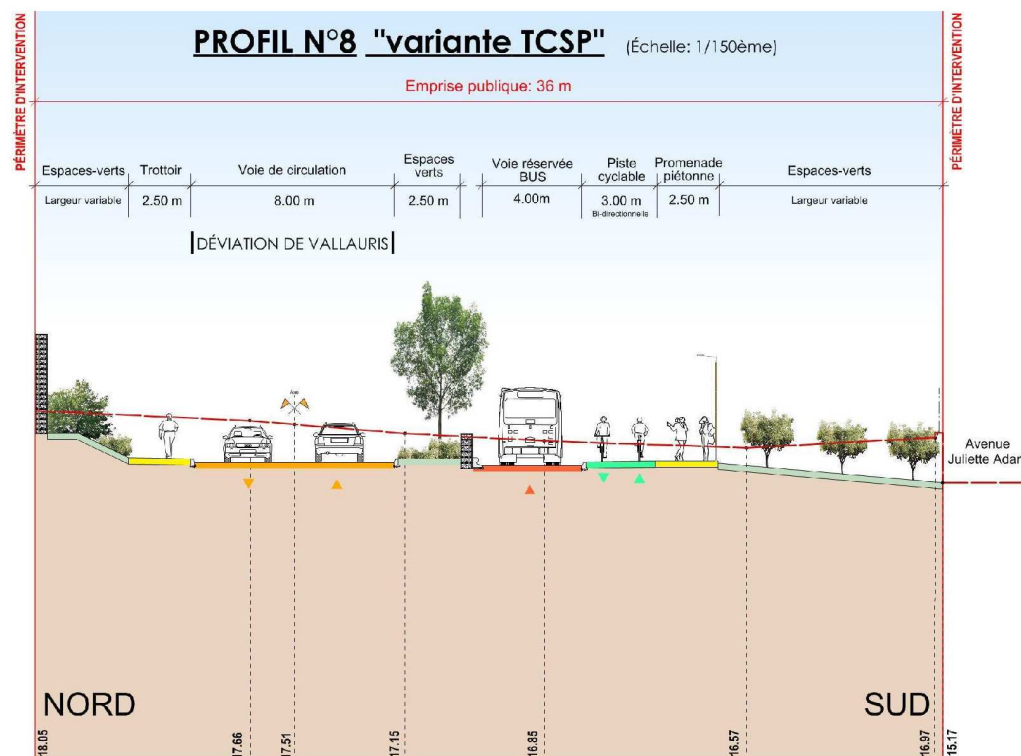 PROFIL N°8 "variante TCSP" (Échelle: 1/150ème)
PÉRIMÈTRE D'INTERVENTION
PÉRIMÈTRE D'INTERVENTION
Emprise publique: 36 m
Espaces-verts
Trottoir
Voie de circulation
Espaces
verts
Voie réservée
BUS
Piste
cyclable
Promenade
piétonne
Espaces-verts
Largeur variable
2.50 m
8.00 m
2.50 m
4.00m
3.00 m
Bi-directionnelle
2.50 m
Largeur variable
DÉVIATION DE VALLAURIS
Avenue
Juliette Adam
NORD
SUD
18.05
17.66
17.51
17.15
16.85
16.57
16.97
15.17